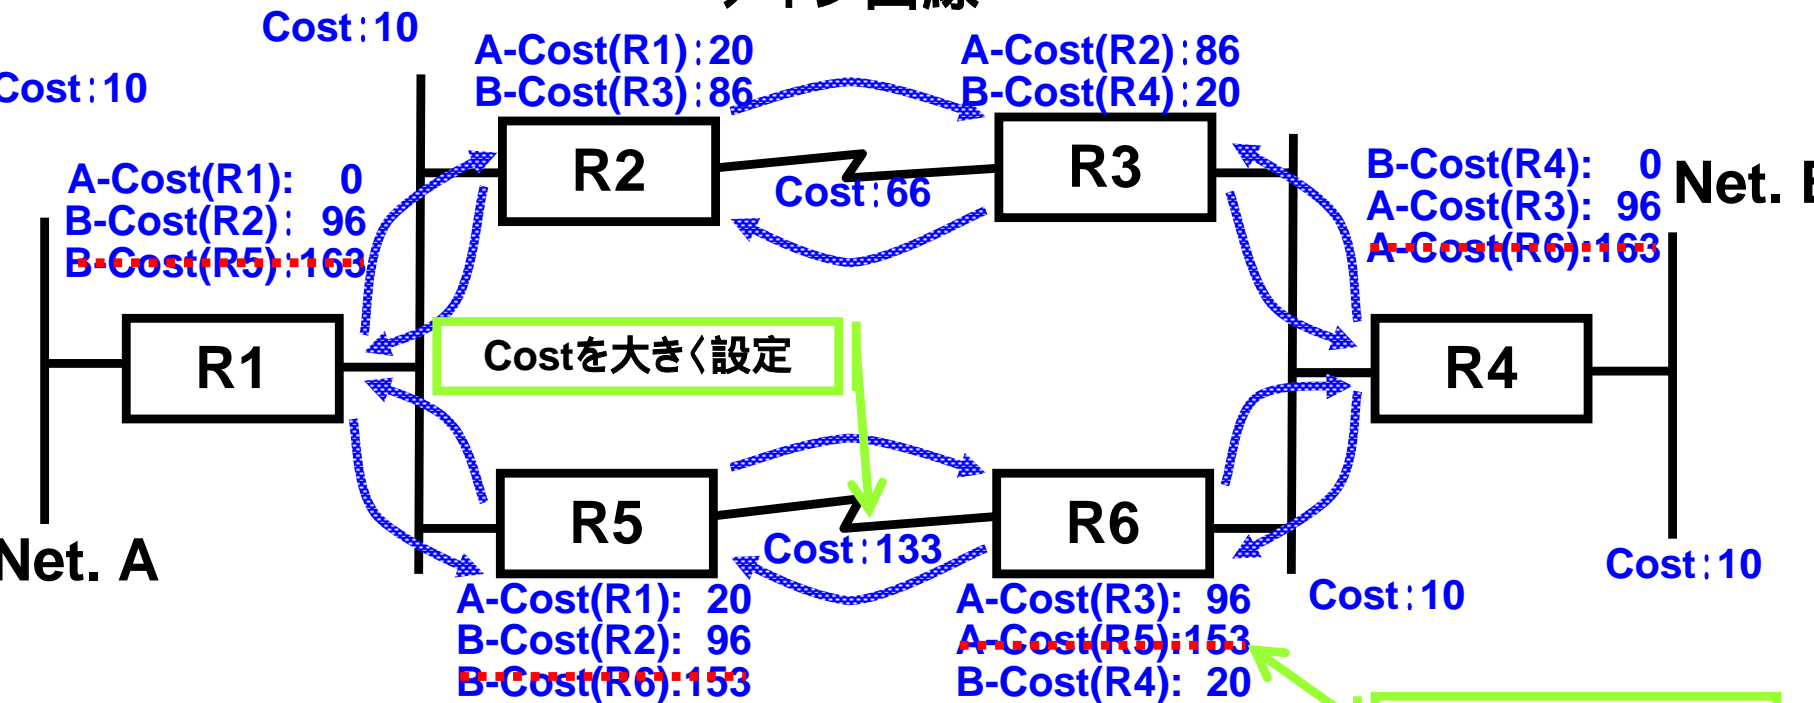 Cost:10
Cost:10
A-Cost(R1):20
B-Cost(R3):86
A-Cost(R2):86
B-Cost(R4):20
R2
Cost:66
R3
A-Cost(R1): 0
B-Cost(R2): 96
B-Cost(R5):163
B-Cost(R4): 0
A-Cost(R3): 96
A-Cost(R6):163
Net.
R1
Costを大きく設定
R4
R5
Cost:133
R6
Net. A
A-Cost(R1): 20
B-Cost(R2): 96
B-Cost(R6):153
A-Cost(R3): 96
A-Cost(R5):153
B-Cost(R4): 20
Cost:10
Cost:10